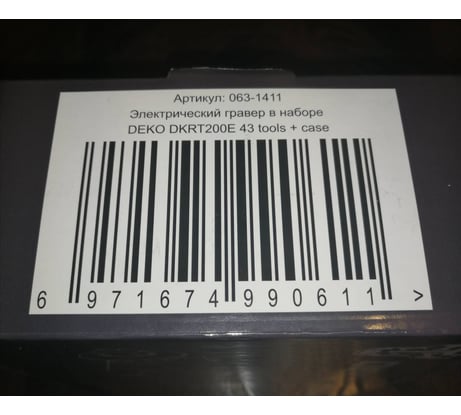 Артикул: 063-1411
Электрический гравер в наборе
DEKO DKRT200E 43 tools + case
6 971674 990611 >